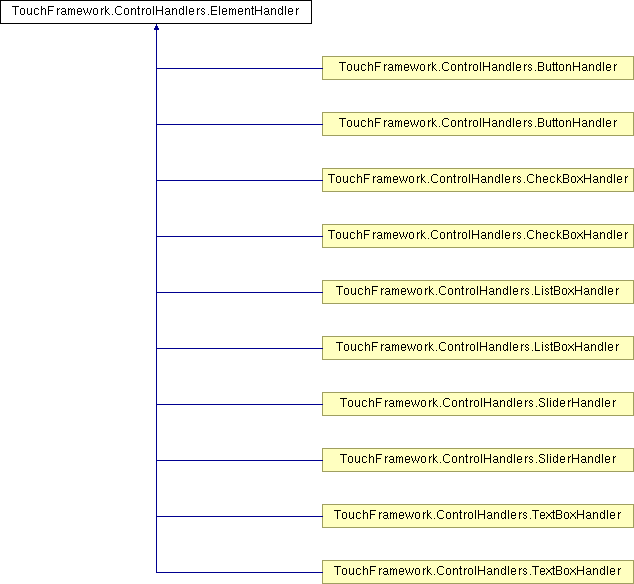 TouchFramework.ControlHandlers.ElementHandler
TouchFramework.ControlHandlers.ButtonHandler
TouchFramework.ControlHandlers.ButtonHandler
TouchFramework.ControlHandlers.CheckBoxHandler
TouchFramework.ControlHandlers.CheckBoxHandler
TouchFramework.ControlHandlers.ListBoxHandler
TouchFramework.ControlHandlers.ListBoxHandler
TouchFramework.ControlHandlers.SliderHandler
TouchFramework.ControlHandlers.SliderHandler
TouchFramework.ControlHandlers.TextBoxHandler
TouchFramework.ControlHandlers.TextBoxHandler